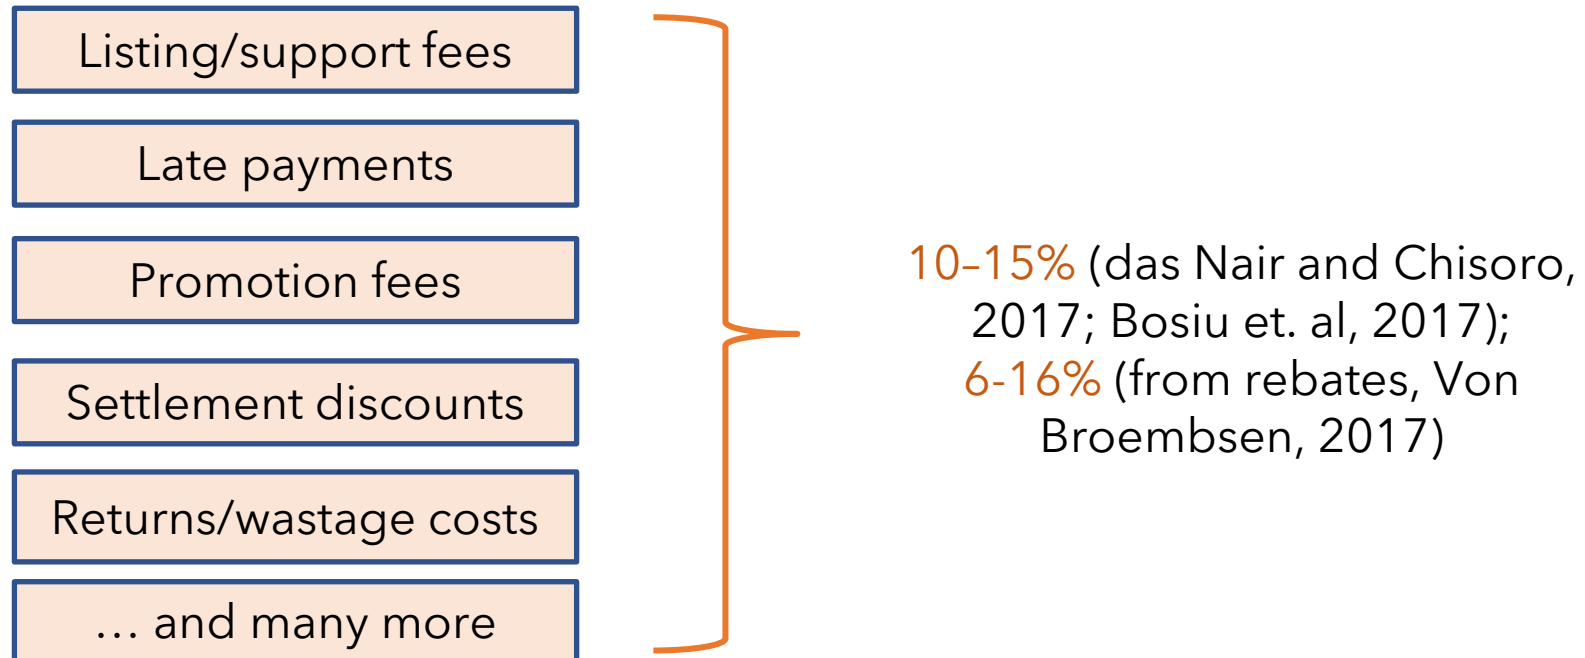 Listing/support fees
Late payments
Promotion fees
Settlement discounts
Returns/wastage costs
… and many more
10–15% (das Nair and Chisoro,
2017; Bosiu et. al, 2017);
6-16% (from rebates, Von
Broembsen, 2017)